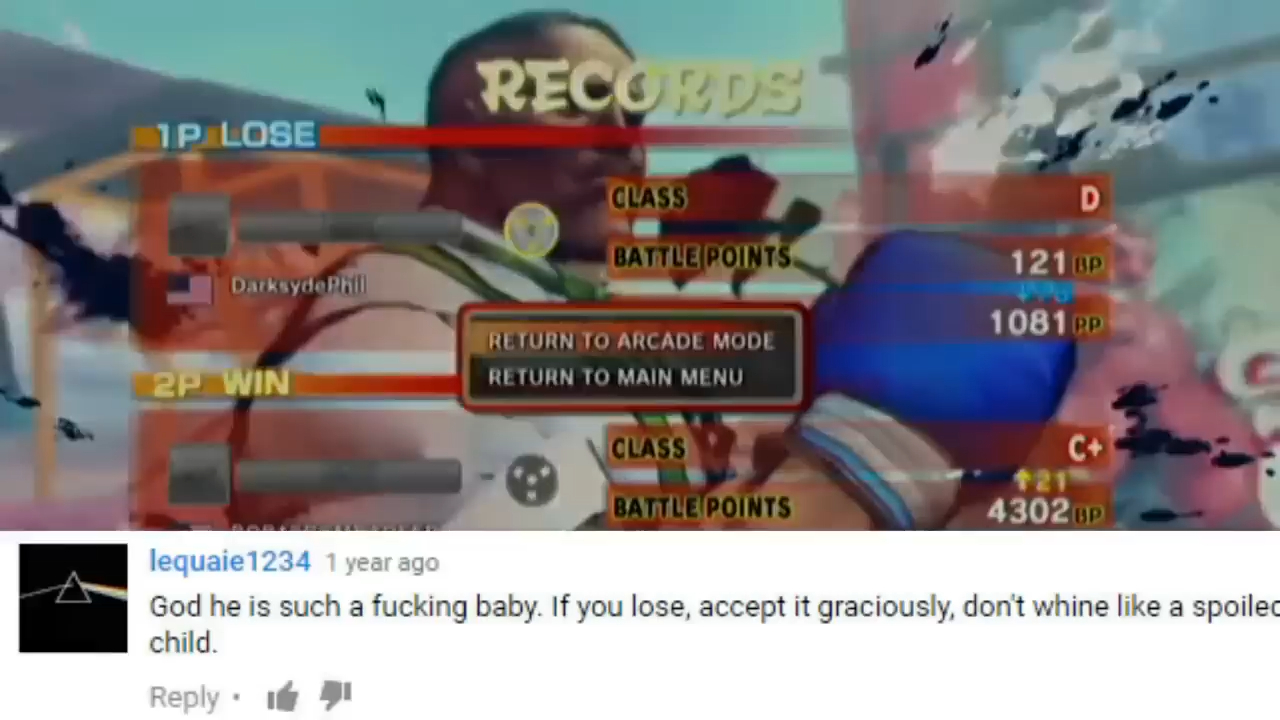 RECORDS
1P LOSE
CLASS D
BATTLE POINTS 121 BP
DarksydePhil
1081 PP
RETURN TO ARCADE MODE
RETURN TO MAIN MENU
2P WIN
CLASS C+
↑21
BATTLE POINTS 4302 BP
lequaie1234 1 year ago
God he is such a fucking baby. If you lose, accept it graciously, don't whine like a spoiled
child.
Reply •